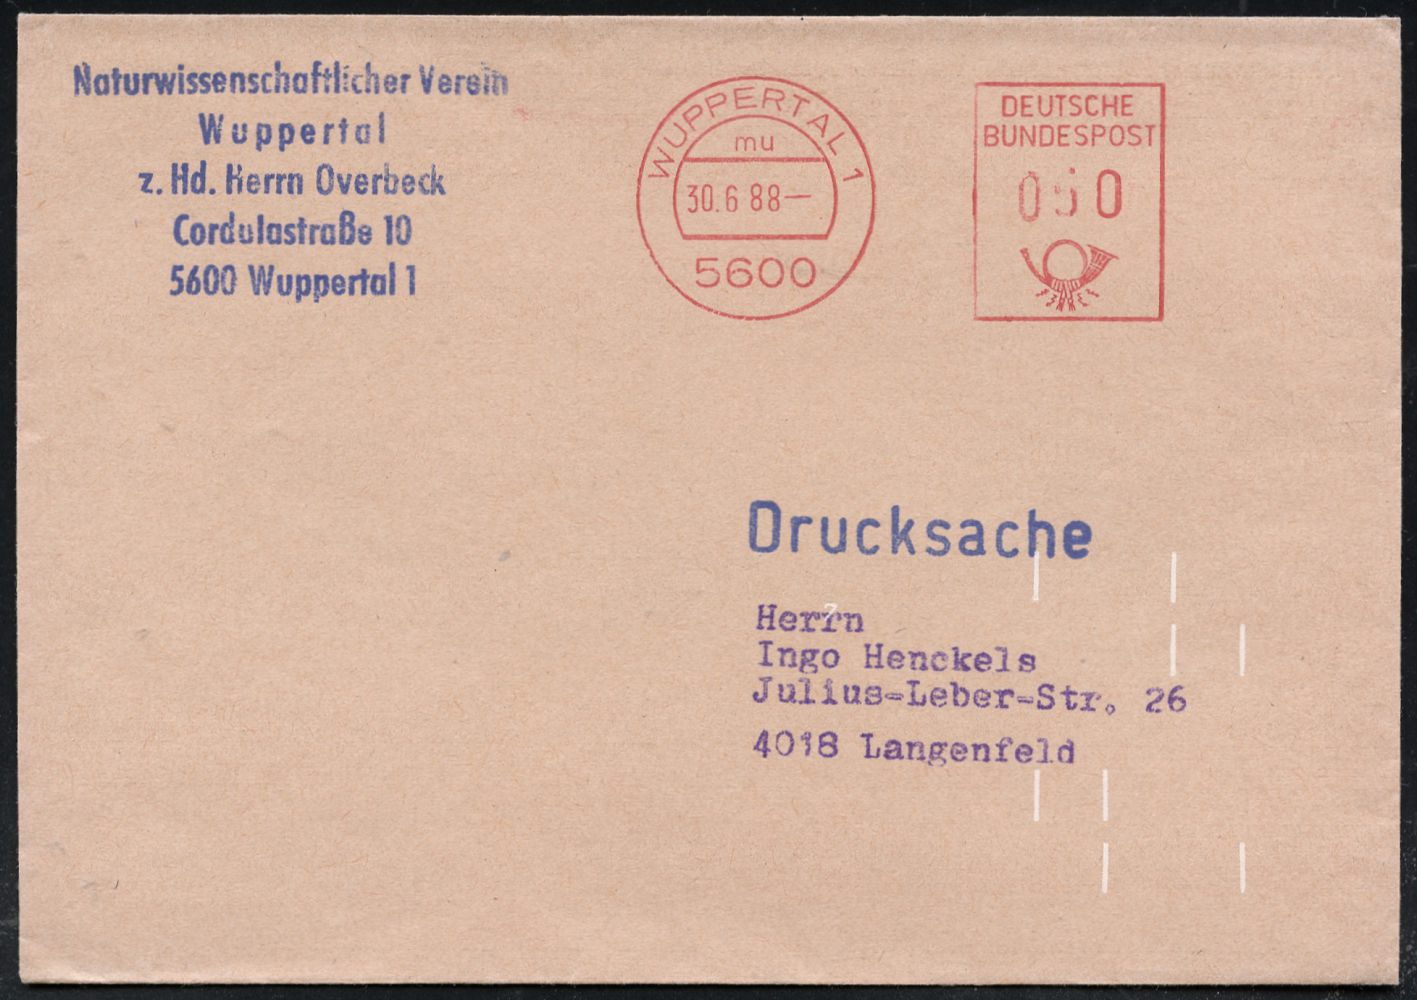 Naturwissenschaftlicher Verein
Wuppertal
z. Hd. Herrn Overbeck
Cordulastraße 10
5600 Wuppertal 1
WUPPERTAL 1
mu
30.6 88—
5600
DEUTSCHE
BUNDESPOST
Drucksache
Herrn
Ingo Henckels
Julius-Leber-Str. 26
4018 Langenfeld